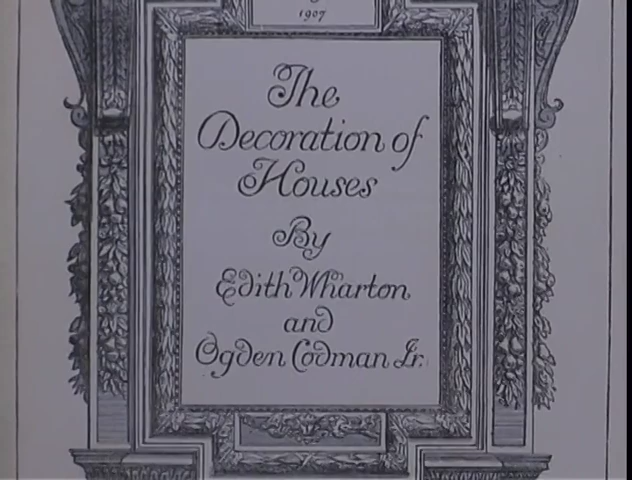 1907
The
Decoration of
Houses
By
Edith Wharton
and
Ogden Codman Jr.